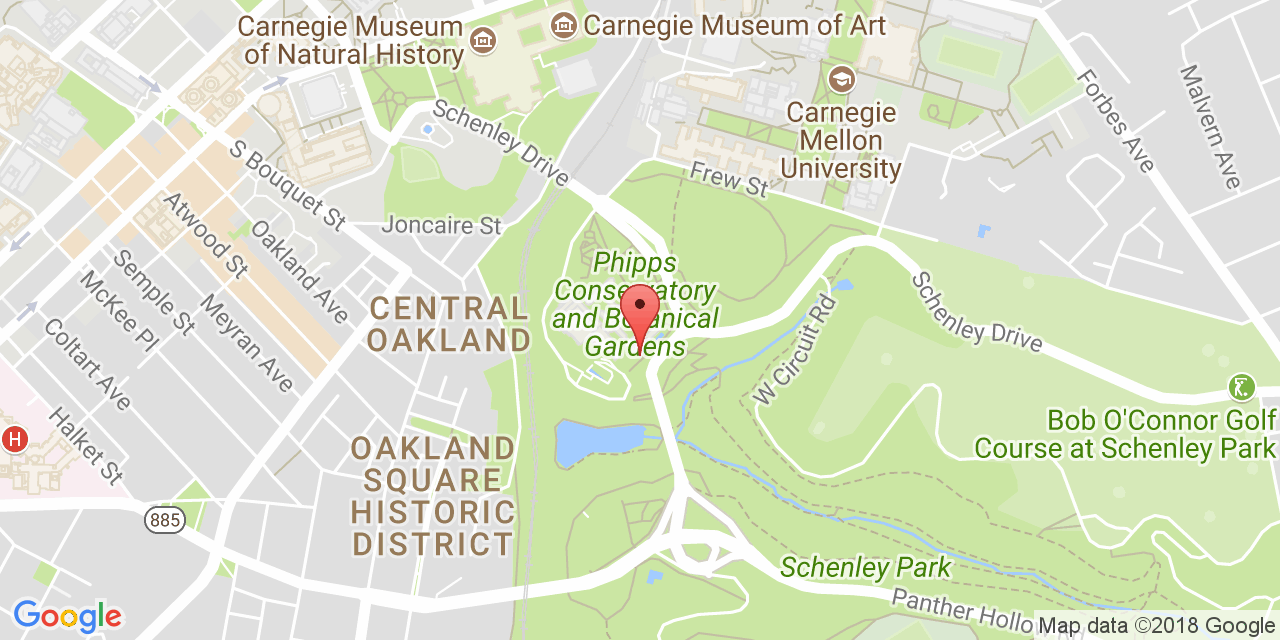 Carnegie Museum
of Natural History
Carnegie Museum of Art
Carnegie
Mellon
University
Forbes Ave
Malvern Ave
Schenley Drive
Frew St
S Bouquet St
Joncaire St
Atwood St
Oakland Ave
Semple St
McKee Pl
Meyran Ave
Coltart Ave
Halket St
CENTRAL
OAKLAND
Phipps
Conservatory
and Botanical
Gardens
W Circuit Rd
Schenley Drive
Bob O'Connor Golf
Course at Schenley Park
H
OAKLAND
SQUARE
HISTORIC
DISTRICT
885
Schenley Park
Panther Hollo
Google
Map data ©2018 Google